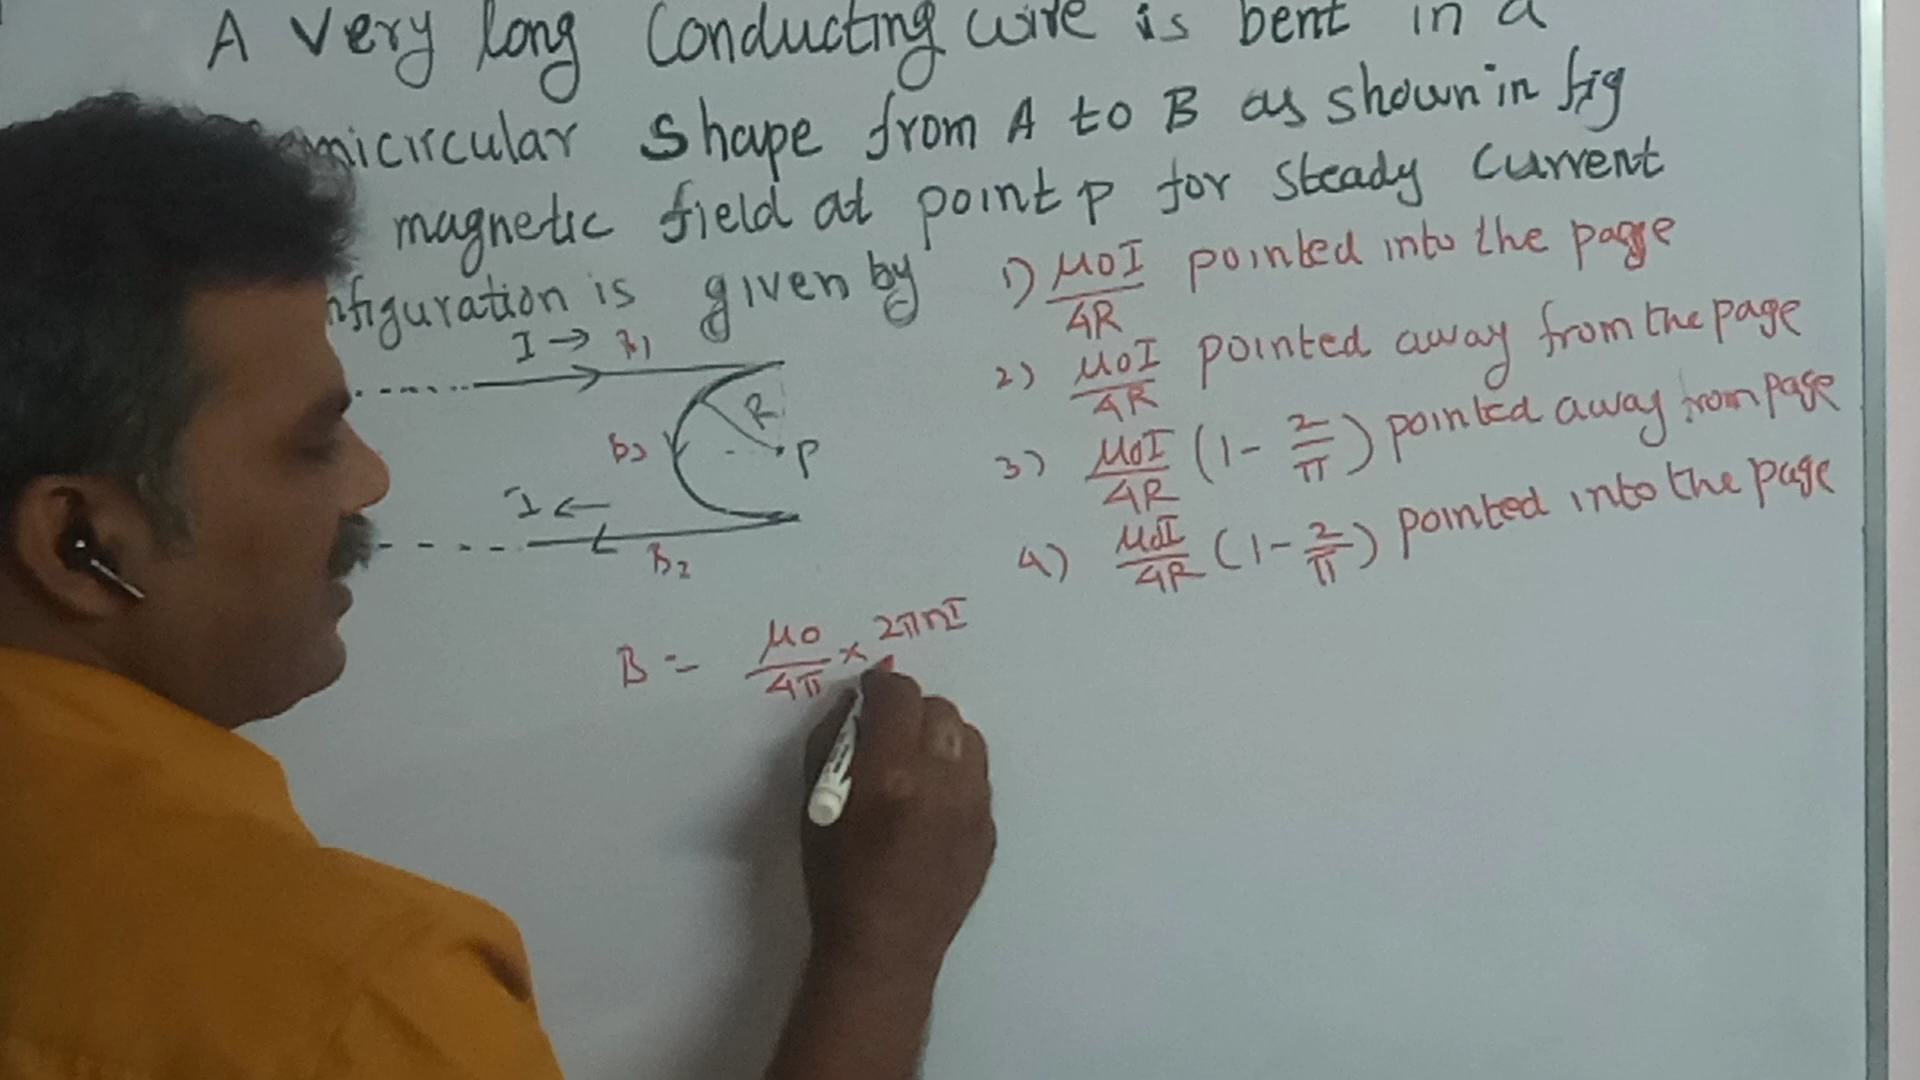 A very long Conducting wire is bent in a
micircular shape from A to B as shown in fig
magnetic field at point p for steady current
nfiguration is given by
1) μ0I/4R pointed into the page
2) μ0I/4R pointed away from the page
3) μ0I/4R (1 - 2/π) pointed away from page
4) μ0I/4R (1 - 2/π) pointed into the page
I → B1
R
B3
P
I ←
B2
B = μ0/4π × 2πnI